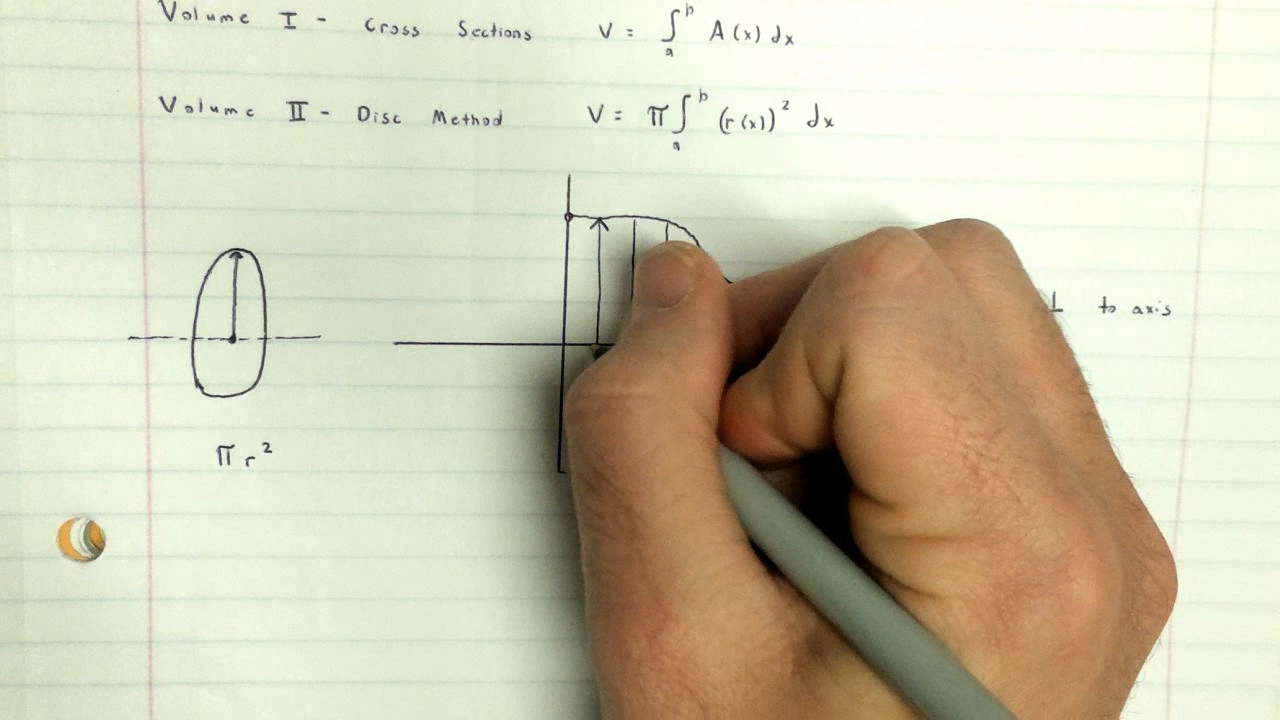 Volume I - Cross Sections V = ∫ₐᵇ A(x) dx
Volume II - Disc Method V = π∫ₐᵇ (r(x))² dx
⊥ to axis
πr²